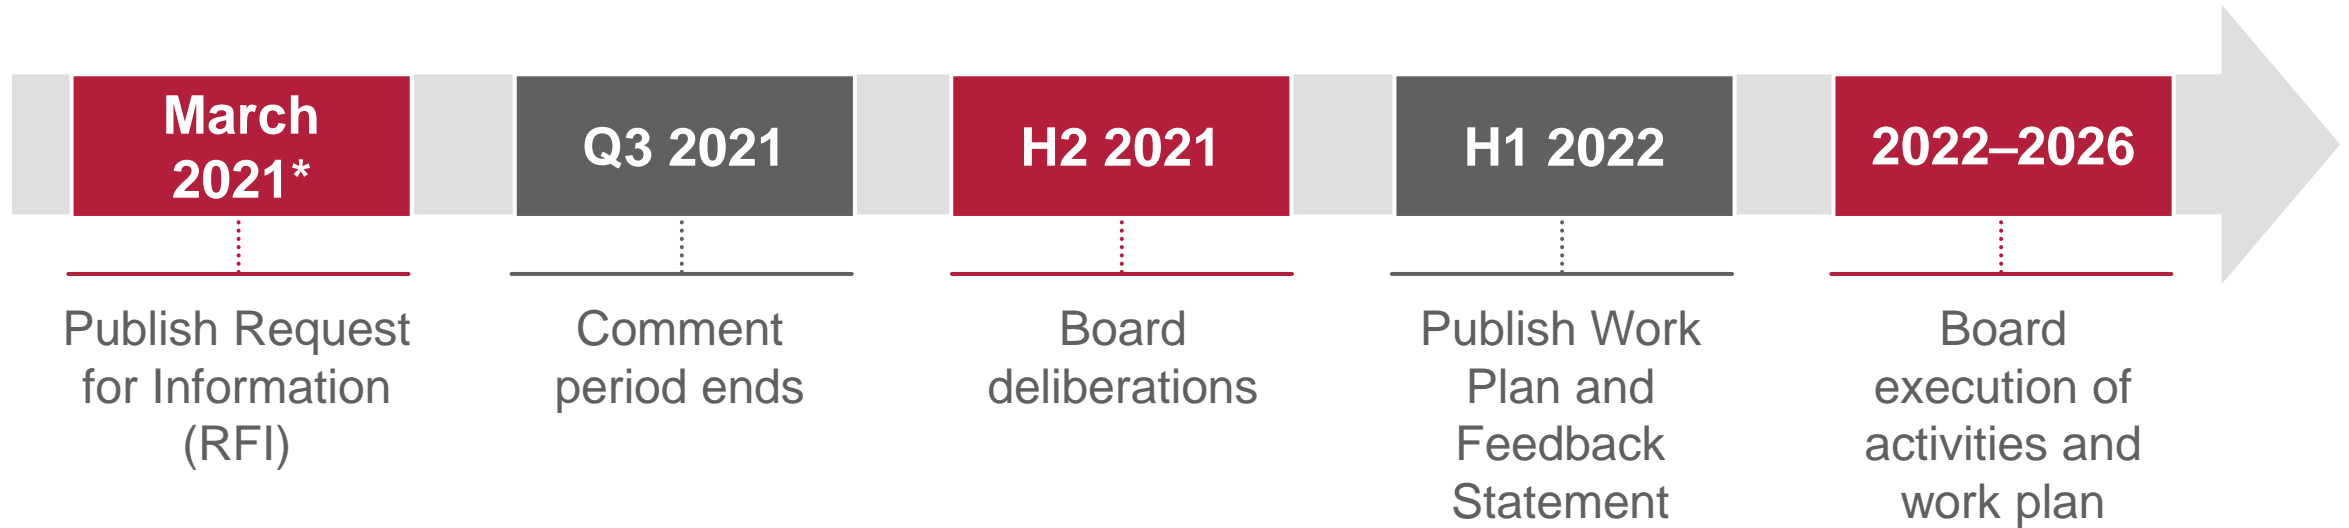 March
2021*
Q3 2021
H2 2021
H1 2022
2022–2026
Publish Request
for Information
(RFI)
Comment
period ends
Board
deliberations
Publish Work
Plan and
Feedback
Statement
Board
execution of
activities and
work plan